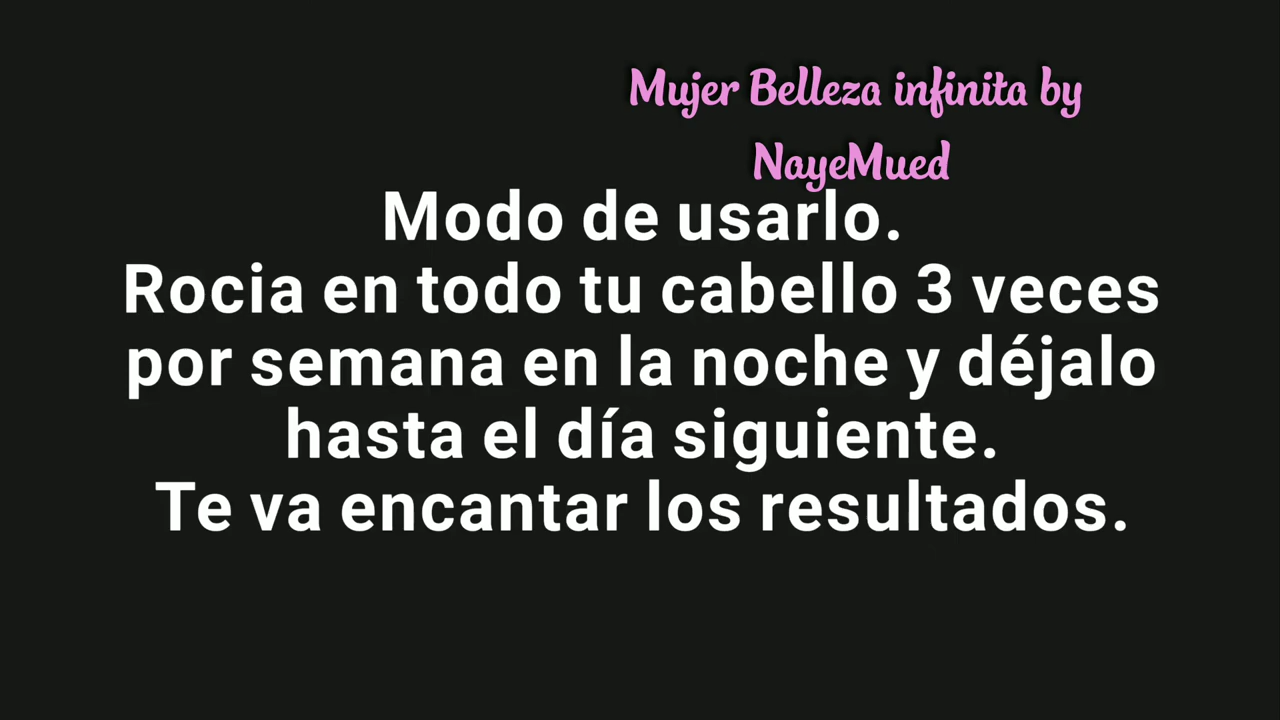 Mujer Belleza infinita by
NayeMued
Modo de usarlo.
Rocia en todo tu cabello 3 veces
por semana en la noche y déjalo
hasta el día siguiente.
Te va encantar los resultados.